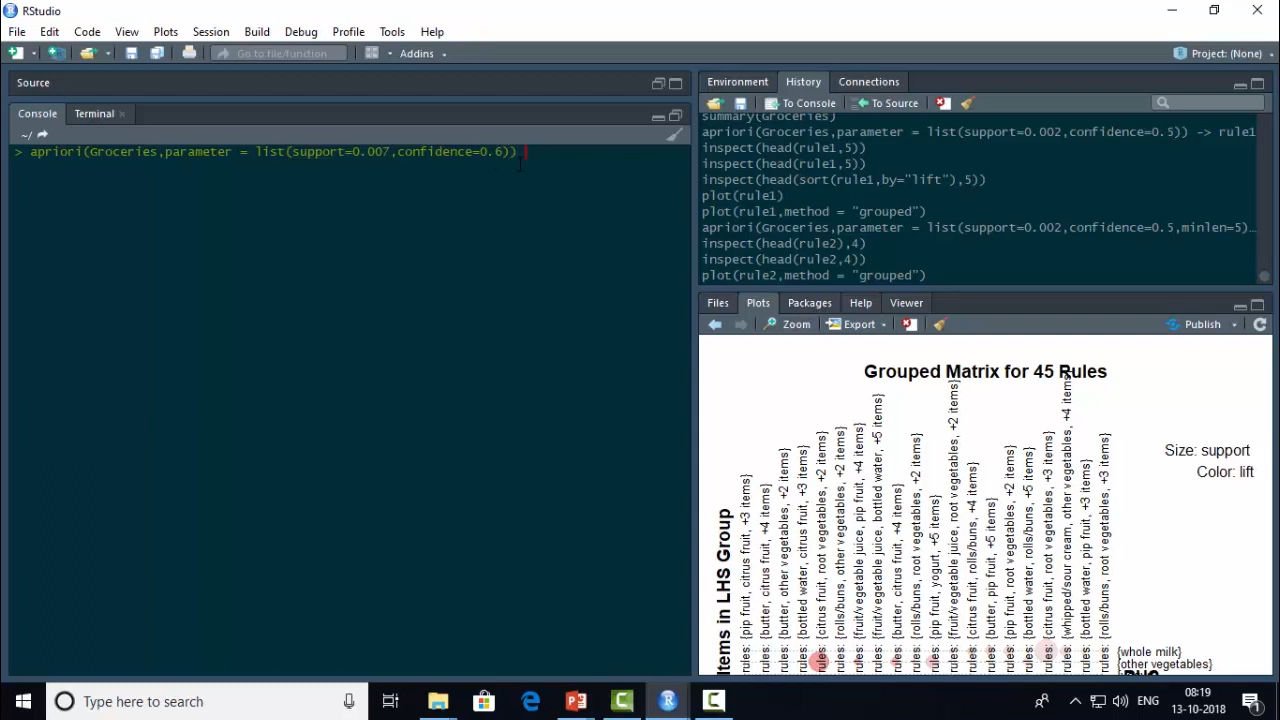 RStudio
File Edit Code View Plots Session Build Debug Profile Tools Help
Go to file/function
Addins
Project: (None)
Source
Console Terminal
~/
> apriori(Groceries,parameter = list(support=0.007,confidence=0.6))
Environment History Connections
To Console To Source
summary(Groceries)
apriori(Groceries,parameter = list(support=0.002,confidence=0.5)) -> rule1
inspect(head(rule1,5))
inspect(head(rule1,5))
inspect(head(sort(rule1,by="lift"),5))
plot(rule1)
plot(rule1,method = "grouped")
apriori(Groceries,parameter = list(support=0.002,confidence=0.5,minlen=5)...
inspect(head(rule2),4)
inspect(head(rule2,4))
plot(rule2,method = "grouped")
Files Plots Packages Help Viewer
Zoom Export Publish
Grouped Matrix for 45 Rules
Size: support
Color: lift
Items in LHS Group
rules: {pip fruit, citrus fruit, +3 items}
rules: {butter, citrus fruit, +4 items}
rules: {butter, other vegetables, +2 items}
rules: {bottled water, citrus fruit, +3 items}
rules: {citrus fruit, root vegetables, +2 items}
rules: {rolls/buns, other vegetables, +2 items}
rules: {fruit/vegetable juice, pip fruit, +4 items}
rules: {fruit/vegetable juice, bottled water, +5 items}
rules: {butter, citrus fruit, +4 items}
rules: {rolls/buns, root vegetables, +2 items}
rules: {pip fruit, yogurt, +5 items}
rules: {fruit/vegetable juice, root vegetables, +2 items}
rules: {citrus fruit, rolls/buns, +4 items}
rules: {butter, pip fruit, +5 items}
rules: {pip fruit, root vegetables, +2 items}
rules: {bottled water, rolls/buns, +5 items}
rules: {citrus fruit, root vegetables, +3 items}
rules: {whipped/sour cream, other vegetables, +4 items}
rules: {bottled water, pip fruit, +3 items}
rules: {rolls/buns, root vegetables, +3 items}
{whole milk}
{other vegetables}
Type here to search
ENG
08:19
13-10-2018
1